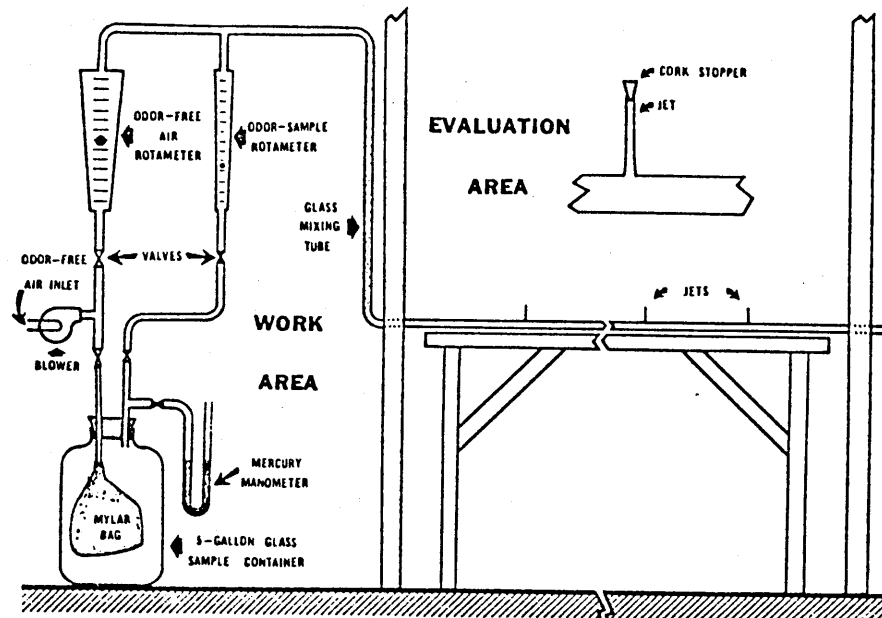 ODOR-FREE
AIR
ROTAMETER
ODOR-SAMPLE
ROTAMETER
EVALUATION
AREA
CORK STOPPER
JET
GLASS
MIXING
TUBE
ODOR-FREE
AIR INLET
VALVES
BLOWER
WORK
AREA
JETS
MERCURY
MANOMETER
MYLAR
BAG
5-GALLON GLASS
SAMPLE CONTAINER